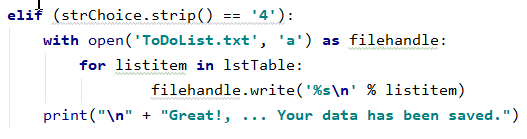 elif (strChoice.strip() == '4'):
    with open('ToDoList.txt', 'a') as filehandle:
        for listitem in lstTable:
                filehandle.write('%s\n' % listitem)
    print("\n" + "Great!, ... Your data has been saved.")